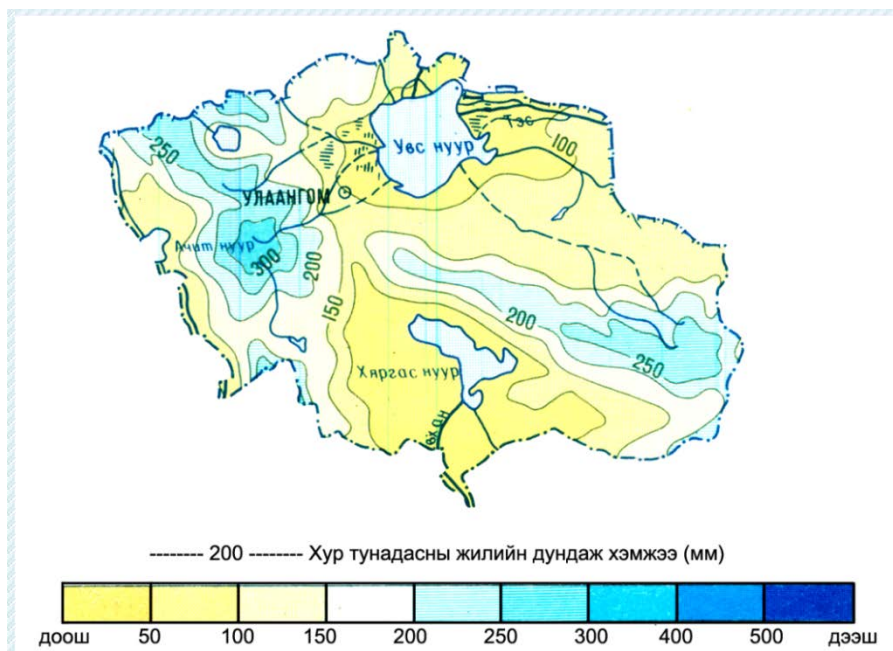 250
Увс нуур
Тэс
100
УЛААНГОМ
Ачит нуур
300
200
150
200
250
Хяргас нуур
-------- 200 -------- Хур тунадасны жилийн дундаж хэмжээ (мм)
доош 50 100 150 200 250 300 400 500 дээш